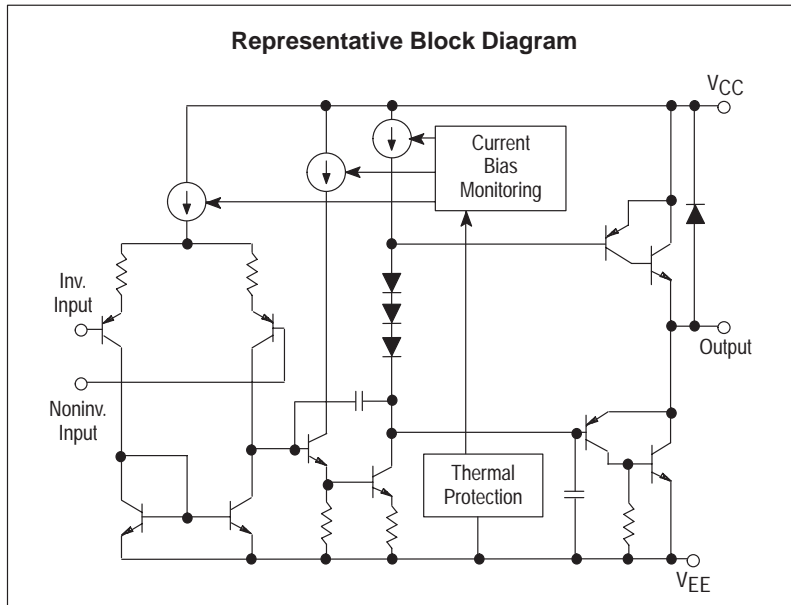 Representative Block Diagram
VCC
Current
Bias
Monitoring
Inv.
Input
Output
Noninv.
Input
Thermal
Protection
VEE